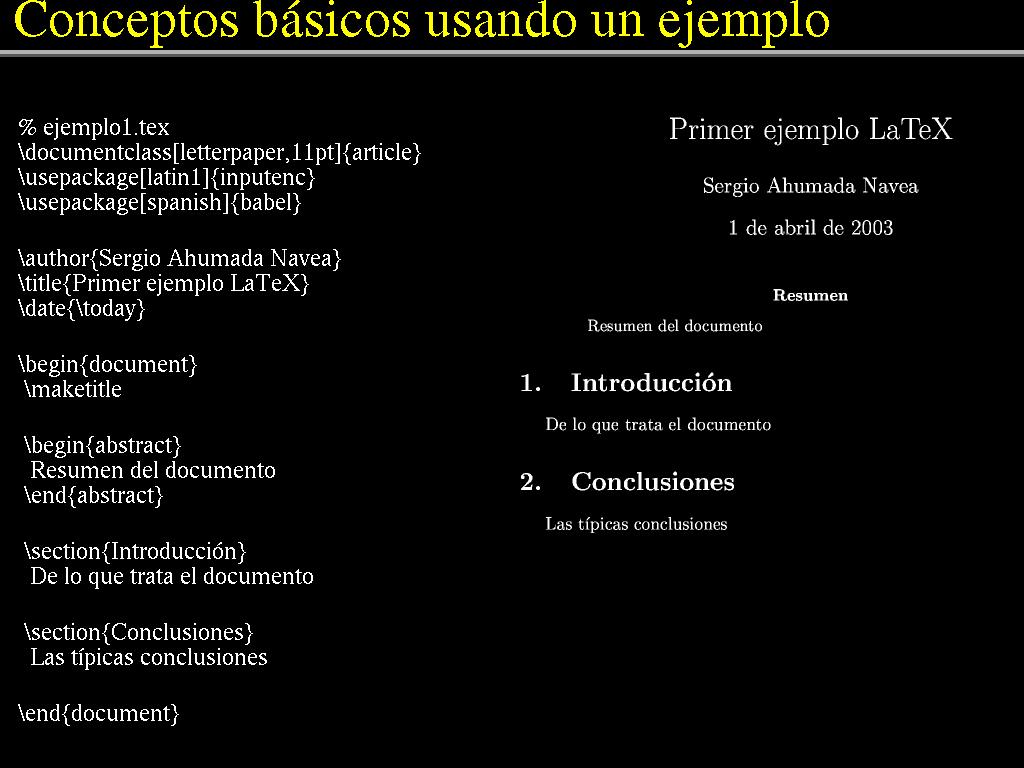 Conceptos básicos usando un ejemplo
% ejemplo1.tex
\documentclass[letterpaper,11pt]{article}
\usepackage[latin1]{inputenc}
\usepackage[spanish]{babel}
\author{Sergio Ahumada Navea}
\title{Primer ejemplo LaTeX}
\date{\today}
\begin{document}
\maketitle
\begin{abstract}
Resumen del documento
\end{abstract}
\section{Introducción}
De lo que trata el documento
\section{Conclusiones}
Las típicas conclusiones
\end{document}
Primer ejemplo LaTeX
Sergio Ahumada Navea
1 de abril de 2003
Resumen
Resumen del documento
1. Introducción
De lo que trata el documento
2. Conclusiones
Las típicas conclusiones